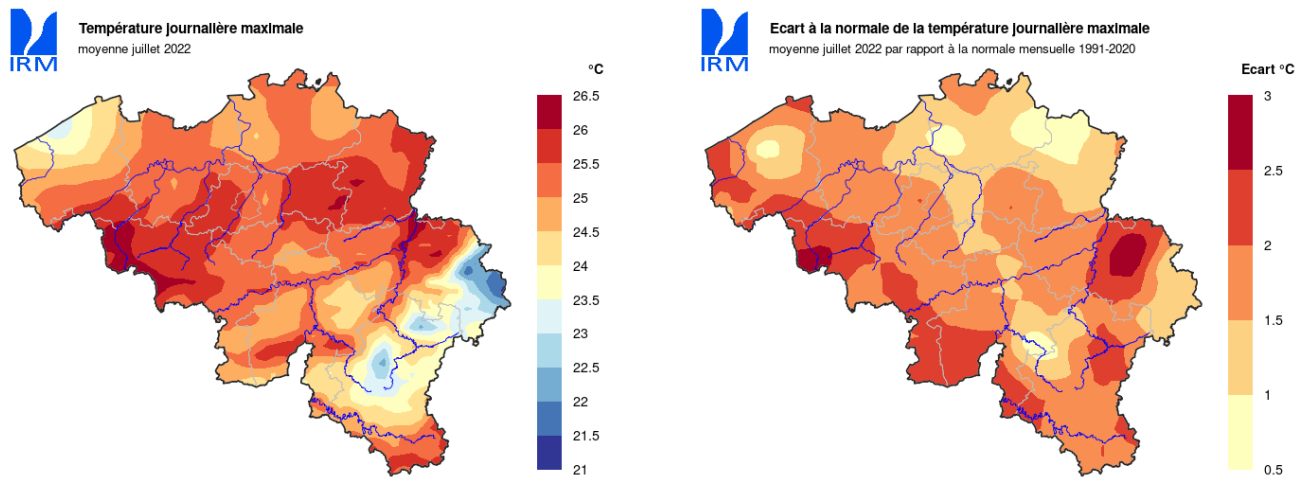 IRM
Température journalière maximale
moyenne juillet 2022
°C
26.5
26
25.5
25
24.5
24
23.5
23
22.5
22
21.5
21
IRM
Ecart à la normale de la température journalière maximale
moyenne juillet 2022 par rapport à la normale mensuelle 1991-2020
Ecart °C
3
2.5
2
1.5
1
0.5